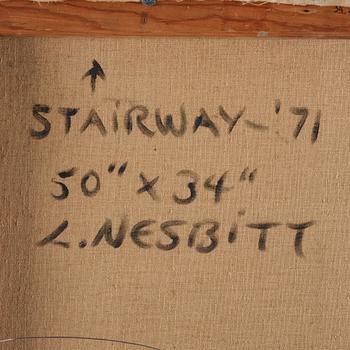 STAIRWAY-'71
50" x 34"
L. NESBITT